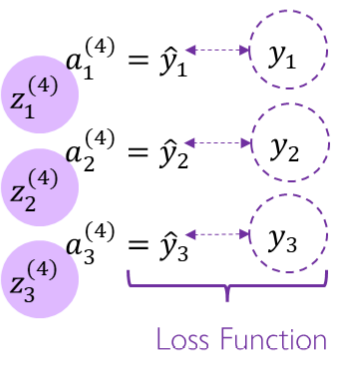 a₁⁽⁴⁾ = ŷ₁ y₁
z₁⁽⁴⁾
a₂⁽⁴⁾ = ŷ₂ y₂
z₂⁽⁴⁾
a₃⁽⁴⁾ = ŷ₃ y₃
z₃⁽⁴⁾
Loss Function